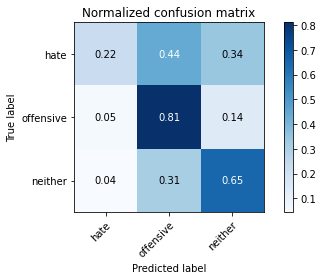 Normalized confusion matrix
True label
hate 0.22 0.44 0.34
offensive 0.05 0.81 0.14
neither 0.04 0.31 0.65
hate offensive neither
Predicted label
0.8
0.7
0.6
0.5
0.4
0.3
0.2
0.1